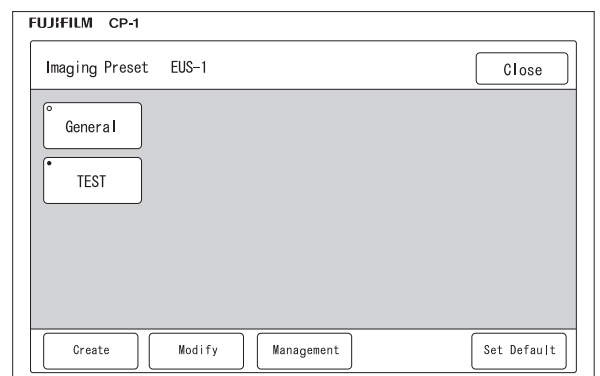 FUJIFILM CP-1
Imaging Preset EUS-1
Close
General
TEST
Create Modify Management Set Default